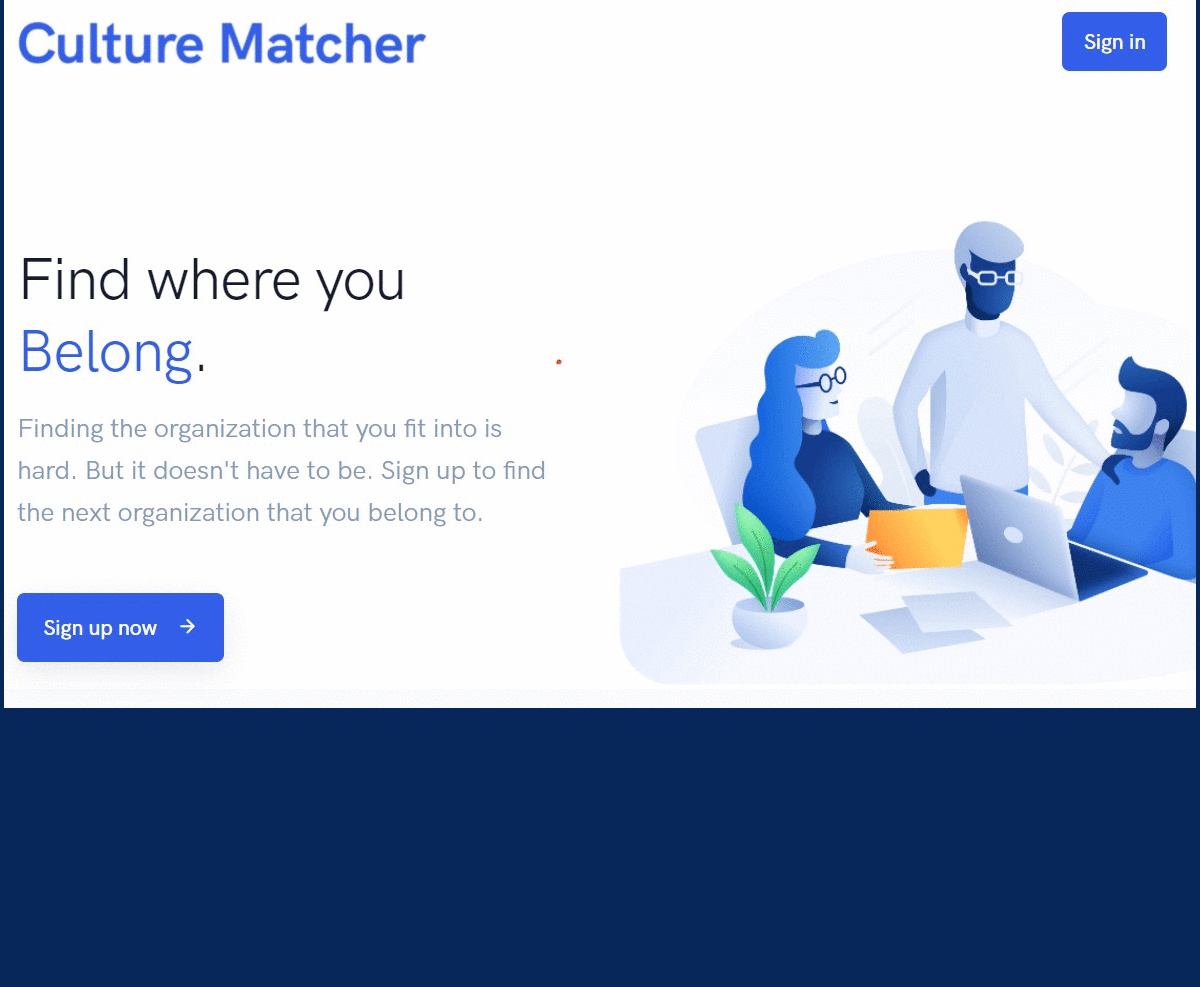 Culture Matcher
Sign in
Find where you
Belong.
Finding the organization that you fit into is
hard. But it doesn't have to be. Sign up to find
the next organization that you belong to.
Sign up now